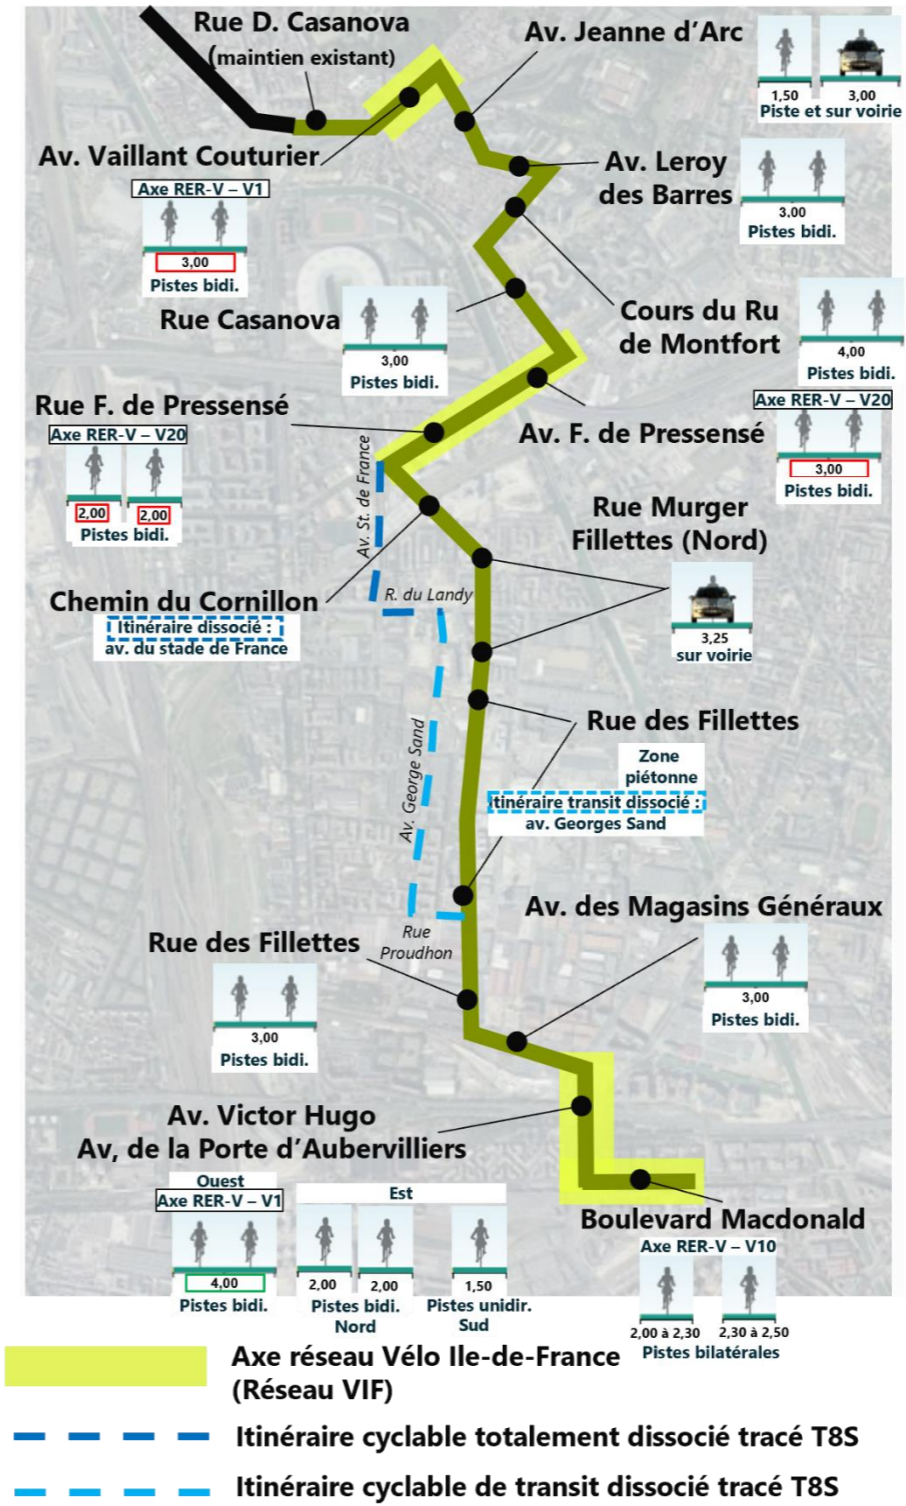 Rue D. Casanova
(maintien existant)
Av. Jeanne d’Arc
1,50
3,00
Piste et sur voirie
Av. Vaillant Couturier
Axe RER-V – V1
3,00
Pistes bidi.
Av. Leroy
des Barres
3,00
Pistes bidi.
Rue Casanova
3,00
Pistes bidi.
Cours du Ru
de Montfort
4,00
Pistes bidi.
Rue F. de Pressensé
Axe RER-V – V20
2,00
2,00
Pistes bidi.
Av. F. de Pressensé
Axe RER-V – V20
3,00
Pistes bidi.
Av. St. de France
Rue Murger
Fillettes (Nord)
3,25
sur voirie
Chemin du Cornillon
Itinéraire dissocié :
av. du stade de France
R. du Landy
Av. George Sand
Rue des Fillettes
Zone
piétonne
Itinéraire transit dissocié :
av. Georges Sand
Rue
Proudhon
Rue des Fillettes
3,00
Pistes bidi.
Av. des Magasins Généraux
3,00
Pistes bidi.
Av. Victor Hugo
Av, de la Porte d’Aubervilliers
Ouest
Axe RER-V – V1
4,00
Pistes bidi.
Est
2,00
2,00
Pistes bidi.
Nord
1,50
Pistes unidir.
Sud
Boulevard Macdonald
Axe RER-V – V10
2,00 à 2,30
2,30 à 2,50
Pistes bilatérales
Axe réseau Vélo Ile-de-France
(Réseau VIF)
Itinéraire cyclable totalement dissocié tracé T8S
Itinéraire cyclable de transit dissocié tracé T8S